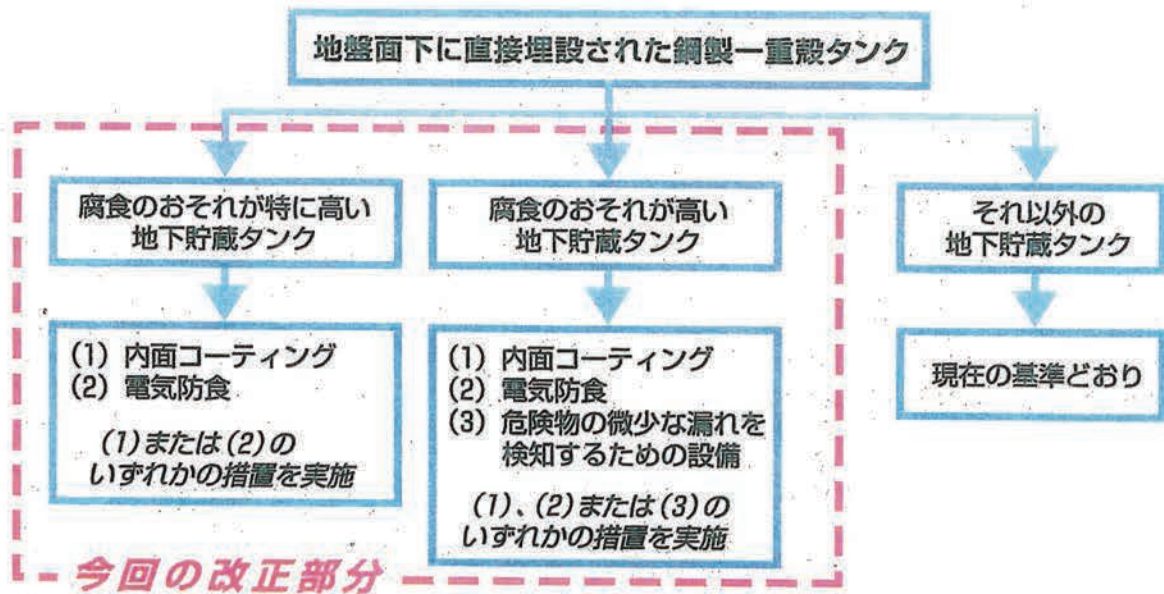 地盤面下に直接埋設された鋼製一重殻タンク
腐食のおそれが特に高い
地下貯蔵タンク
(1) 内面コーティング
(2) 電気防食
(1)または(2)の
いずれかの措置を実施
腐食のおそれが高い
地下貯蔵タンク
(1) 内面コーティング
(2) 電気防食
(3) 危険物の微少な漏れを
検知するための設備
(1)、(2)または(3)の
いずれかの措置を実施
それ以外の
地下貯蔵タンク
現在の基準どおり
今回の改正部分